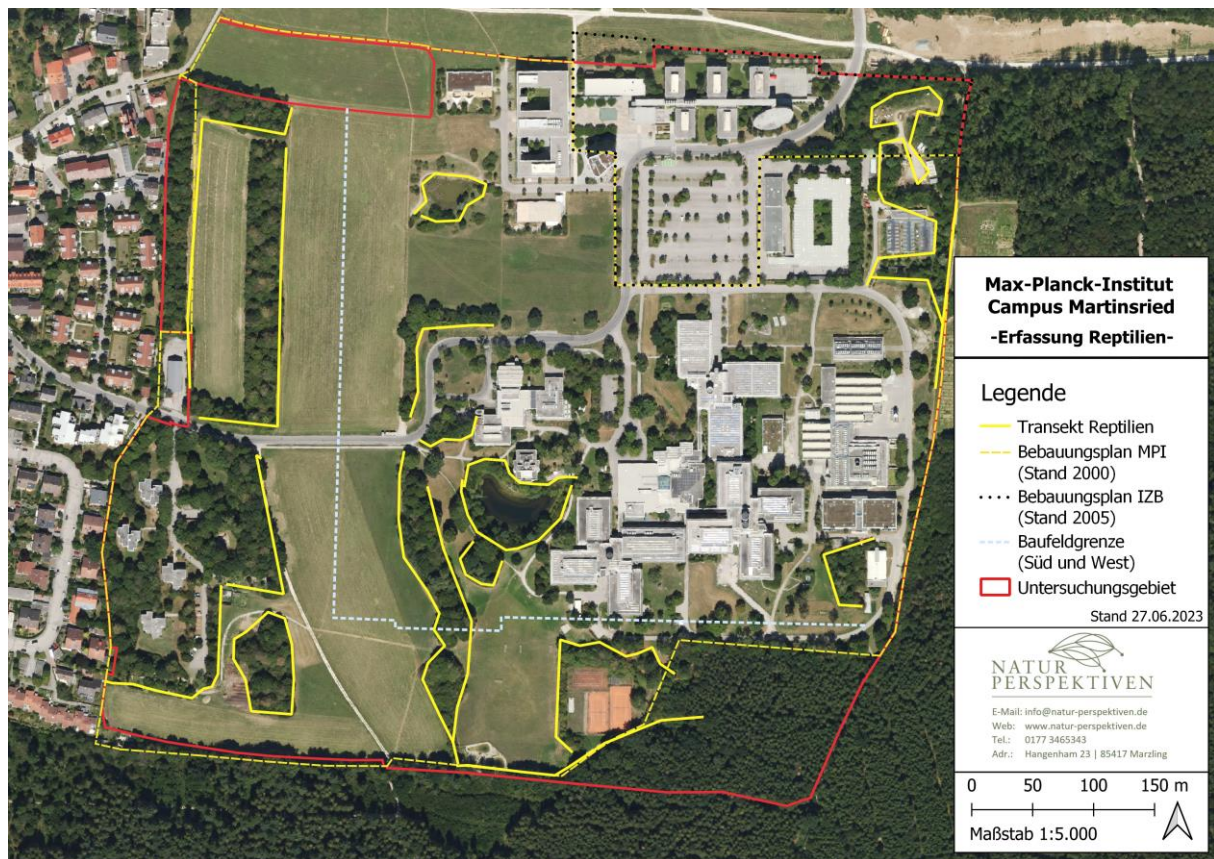 Max-Planck-Institut
Campus Martinsried
-Erfassung Reptilien-
Legende
Transekt Reptilien
Bebauungsplan MPI
(Stand 2000)
Bebauungsplan IZB
(Stand 2005)
Baufeldgrenze
(Süd und West)
Untersuchungsgebiet
Stand 27.06.2023
NATUR
PERSPEKTIVEN
E-Mail: info@natur-perspektiven.de
Web: www.natur-perspektiven.de
Tel.: 0177 3465343
Adr.: Hangenham 23 | 85417 Marzling
0 50 100 150 m
Maßstab 1:5.000